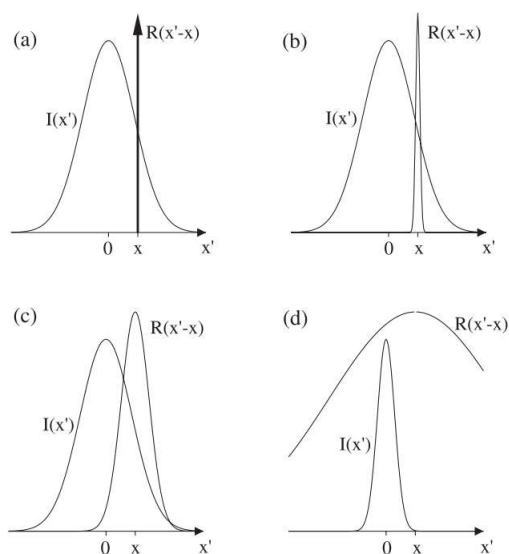 (a)
R(x'-x)
I(x')
0
x
x'
(b)
R(x'-x)
I(x')
0
x
x'
(c)
R(x'-x)
I(x')
0
x
x'
(d)
R(x'-x)
I(x')
0
x
x'